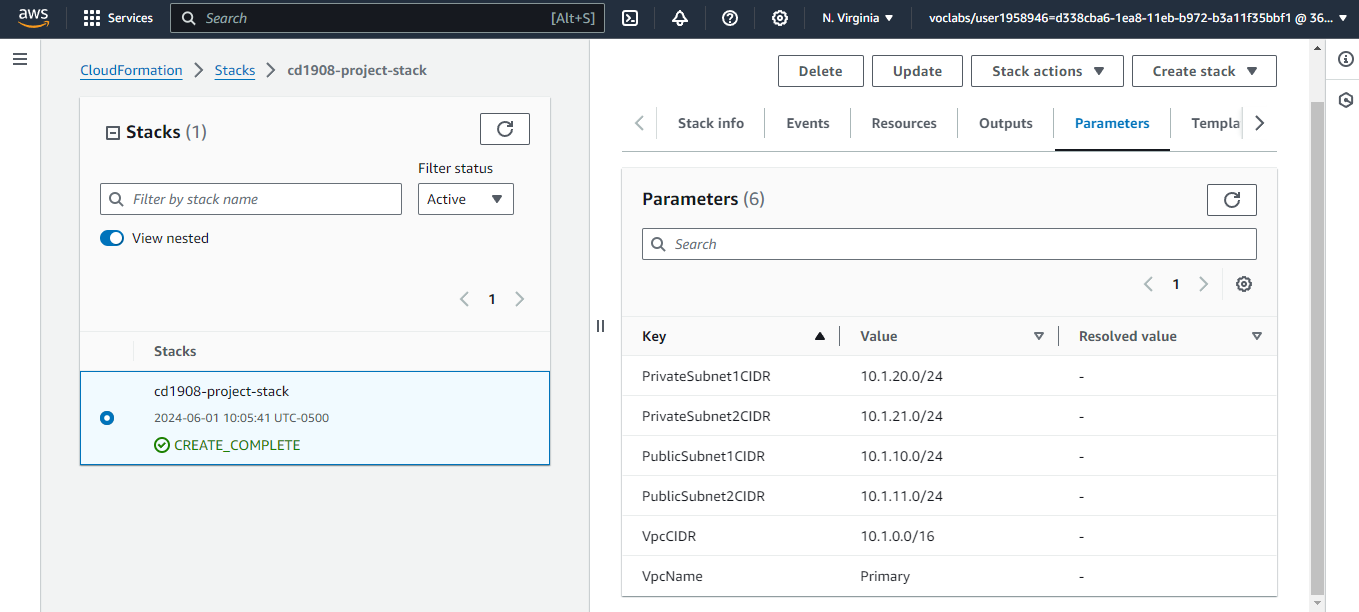 aws
Services
Search
[Alt+S]
N. Virginia
voclabs/user1958946=d338cba6-1ea8-11eb-b972-b3a11f35bbf1 @ 36...
CloudFormation
Stacks
cd1908-project-stack
Stacks (1)
Filter status
Filter by stack name
Active
View nested
1
Stacks
cd1908-project-stack
2024-06-01 10:05:41 UTC-0500
CREATE_COMPLETE
Delete
Update
Stack actions
Create stack
Stack info
Events
Resources
Outputs
Parameters
Templa
Parameters (6)
Search
1
Key Value Resolved value
PrivateSubnet1CIDR 10.1.20.0/24 -
PrivateSubnet2CIDR 10.1.21.0/24 -
PublicSubnet1CIDR 10.1.10.0/24 -
PublicSubnet2CIDR 10.1.11.0/24 -
VpcCIDR 10.1.0.0/16 -
VpcName Primary -